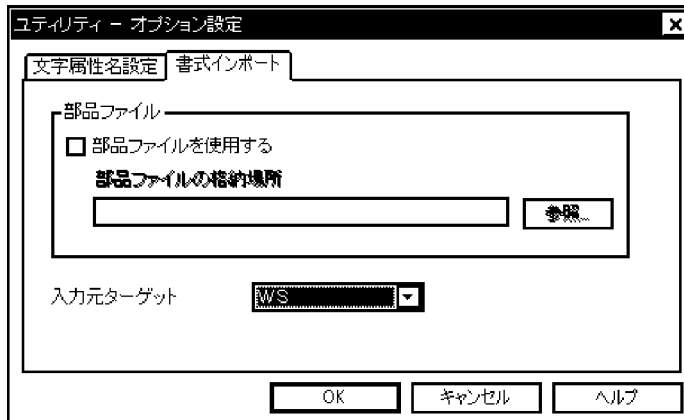 ユティリティ － オプション設定
文字属性名設定 書式インポート
部品ファイル
部品ファイルを使用する
部品ファイルの格納場所
参照...
入力元ターゲット WS
OK キャンセル ヘルプ